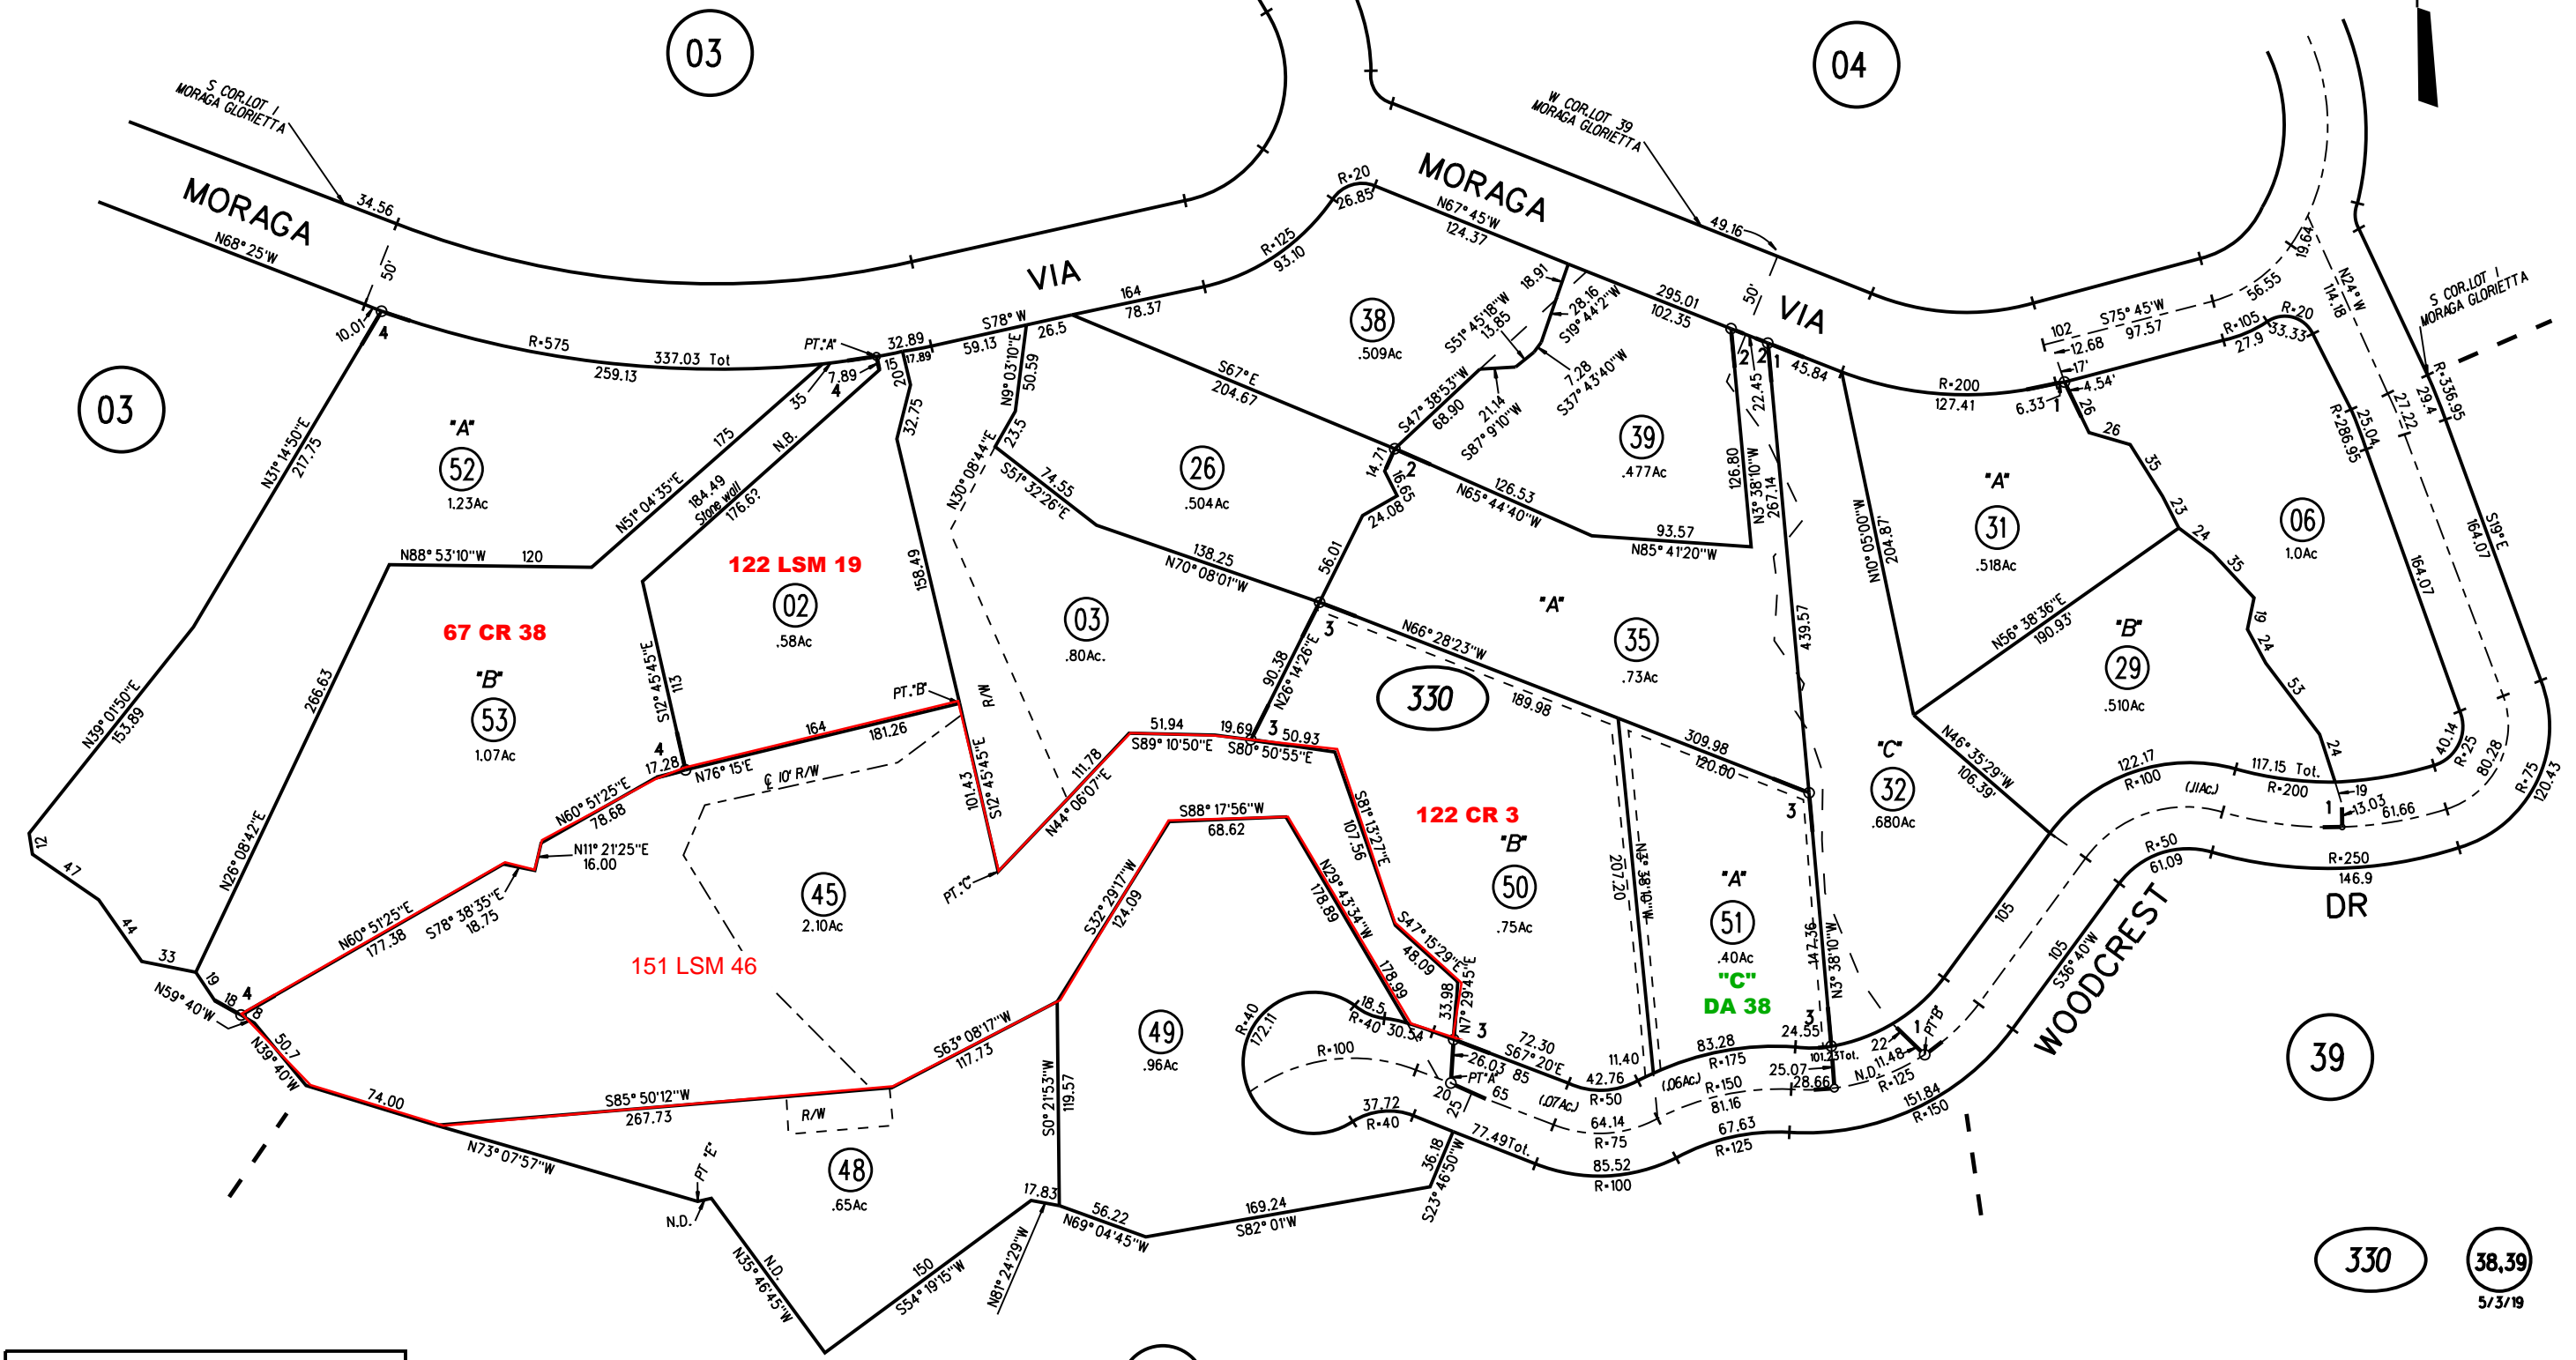 03
04
S COR.LOT 1
MORAGA GLORIETTA
W COR.LOT 39
MORAGA GLORIETTA
S COR.LOT 1
MORAGA GLORIETTA
MORAGA
VIA
MORAGA
VIA
34.56
N68°25'W
50'
10.01
4
R=575
337.03 Tot
259.13
PT."A"
32.89
15
17.89
7.89
4
20.5
35
S78° W
59.13
26.5
164
78.37
R=125
93.10
R=20
26.85
N67°45'W
124.37
49.16
50'
295.01
102.35
2
2
1
45.84
R=200
127.41
6.33
1
4.54'
17'
102
12.68
S75°45'W
97.57
56.55
19.64
R=105
27.9
R=20
33.33
N24°W
114.18
27.22
R=336.95
29.4
25.04
R=286.95
S19°E
164.07
164.07
03
"A"
52
1.23Ac
N31°14'50"E
217.75
N39°01'50"E
153.89
12
47
44
33
19
18
8
4
N59°40'W
N88°53'10"W
120
N51°04'35"E
175
N.B.
184.49
Stone wall
176.6?
266.63
N26°08'42"E
67 CR 38
"B"
53
1.07Ac
122 LSM 19
02
.58Ac
S12°45'45"E
113
4
17.28
32.75
158.49
N9°03'10"E
50.59
23.5
N30°08'44"E
S51°32'26"E
74.55
138.25
N70°08'01"W
26
.504Ac
S67°E
204.67
38
.509Ac
18.91
28.16
S19°44'2"W
S51°45'18"W
13.85
7.28
S37°43'40"W
21.14
S87°9'10"W
S47°38'53"W
68.90
14.71
2
16.65
24.08
56.01
39
.477Ac
126.53
N65°44'40"W
93.57
N85°41'20"W
126.80
N3°38'10"W
22.45
267.14
439.57
03
.80Ac.
PT."B"
R/W
3
90.38
N26°14'26"E
N66°28'23"W
189.98
"A"
35
.73Ac
330
309.98
120.00
3
N10°05'00"W
204.87'
"A"
31
.518Ac
26
26
35
23
24
35
19
24
53
24
06
1.0Ac
N56°38'36"E
190.93'
"B"
29
.510Ac
"C"
32
.680Ac
N46°35'29"W
106.39'
122.17
R=100
117.15 Tot.
R=200
(.11Ac.)
19
1
13.03
61.66
40.14
R=25
80.28
R=75
120.43
R=50
61.09
R=250
146.9
DR
WOODCREST
105
105
S36°40'W
164
181.26
N76°15'E
℄ 10' R/W
101.43
S12°45'45"E
PT."C"
111.78
N44°06'07"E
51.94
S89°10'50"E
19.69
3
50.93
S80°50'55"E
N60°51'25"E
78.68
N11°21'25"E
16.00
S78°38'35"E
18.75
N60°51'25"E
177.38
50.7
N39°40'W
74.00
45
2.10Ac
151 LSM 46
S85°50'12"W
267.73
R/W
S63°08'17"W
117.73
S32°29'17"W
124.09
S88°17'56"W
68.62
N29°43'34"W
178.89
178.99
S81°13'27"E
107.56
S47°15'29"E
48.09
33.98
N7°29'45"E
3
122 CR 3
"B"
50
.75Ac
207.20
N3°38'10"W
"A"
51
.40Ac
"C"
DA 38
147.36
N3°38'10"W
3
24.55
101.23Tot.
25.07
28.66
83.28
R=175
R=150
81.16
(.06Ac.)
22
1
PT"B"
11.48
N.D.
R=125
151.84
R=150
49
.96Ac
R=40
172.11
18.5
R=40
30.54
R=100
26.03
PT"A"
20
25
85
65
72.30
S67°20'E
11.40
42.76
R=50
(.07Ac.)
64.14
R=75
37.72
R=40
77.49Tot.
85.52
R=100
67.63
R=125
36.18
S23°46'50"W
S0°21'53"W
119.57
N73°07'57"W
PT "E"
N.D.
48
.65Ac
N.D.
N35°46'45"W
150
S54°19'15"W
17.83
N81°24'29"W
56.22
N69°04'45"W
169.24
S82°01'W
39
330
38,39
5/3/19